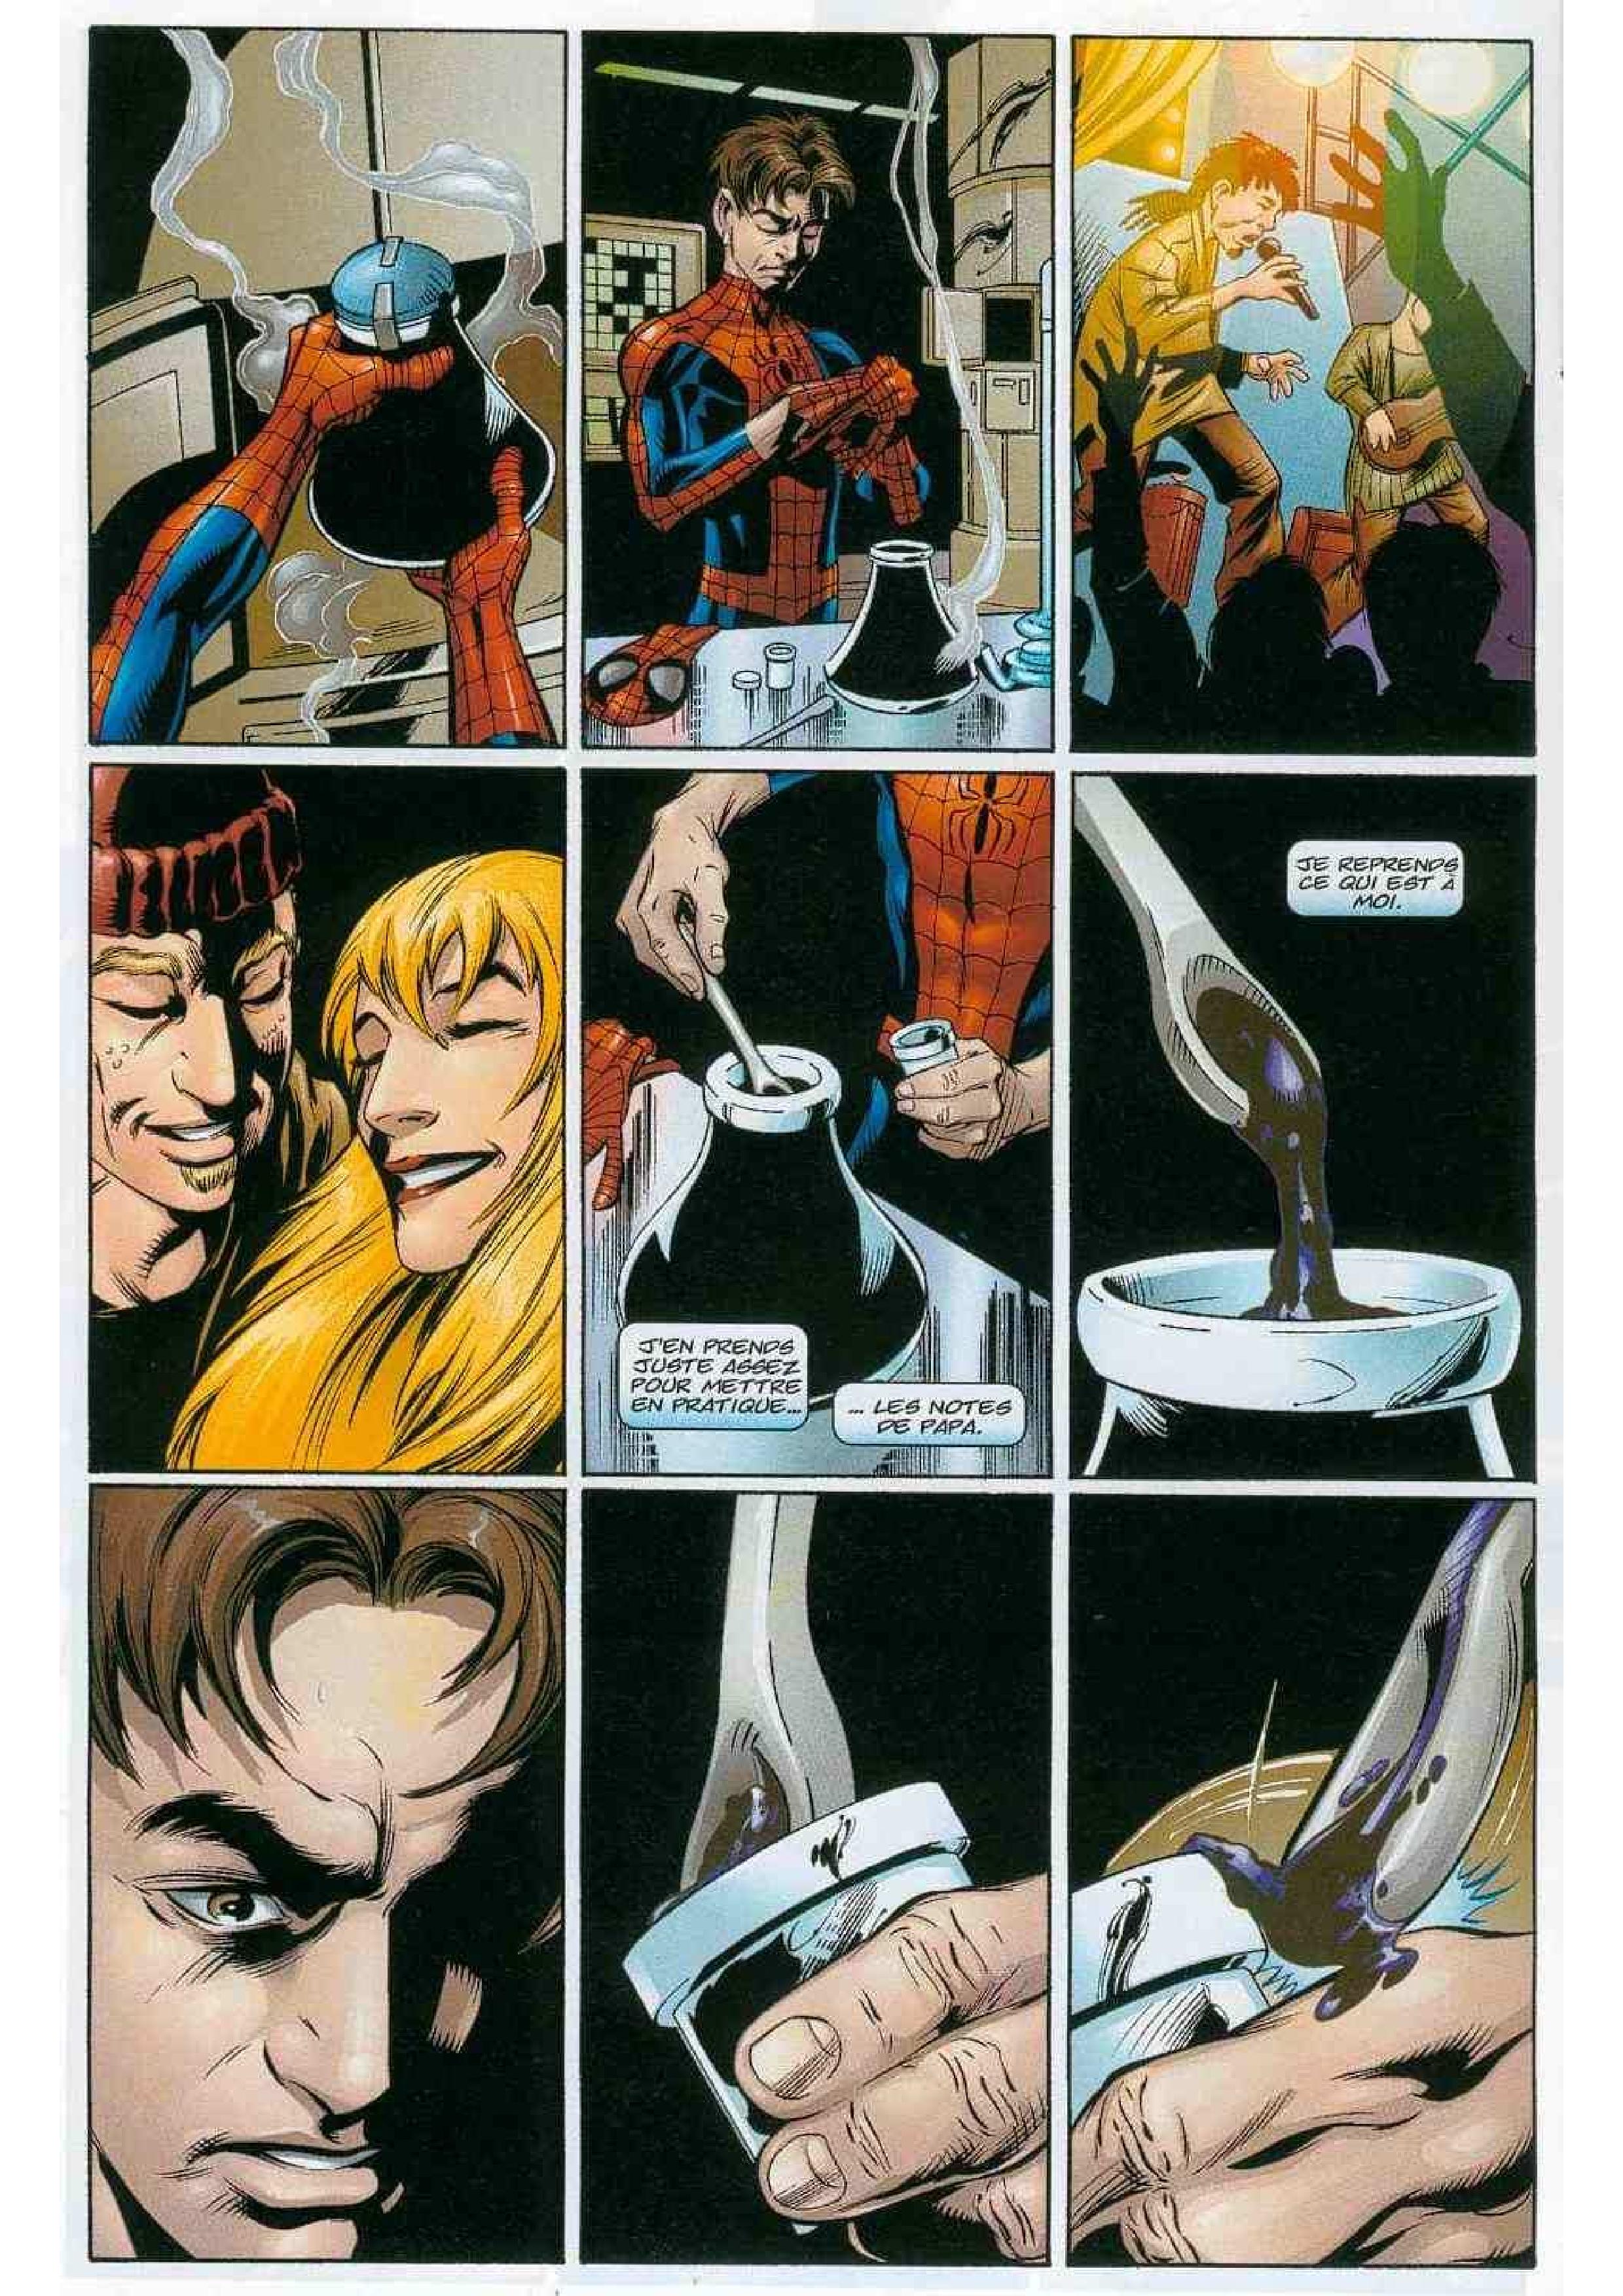 JE REPRENDS
CE QUI EST À
MOI.
J'EN PRENDS
JUSTE ASSEZ
POUR METTRE
EN PRATIQUE...
... LES NOTES
DE PAPA.